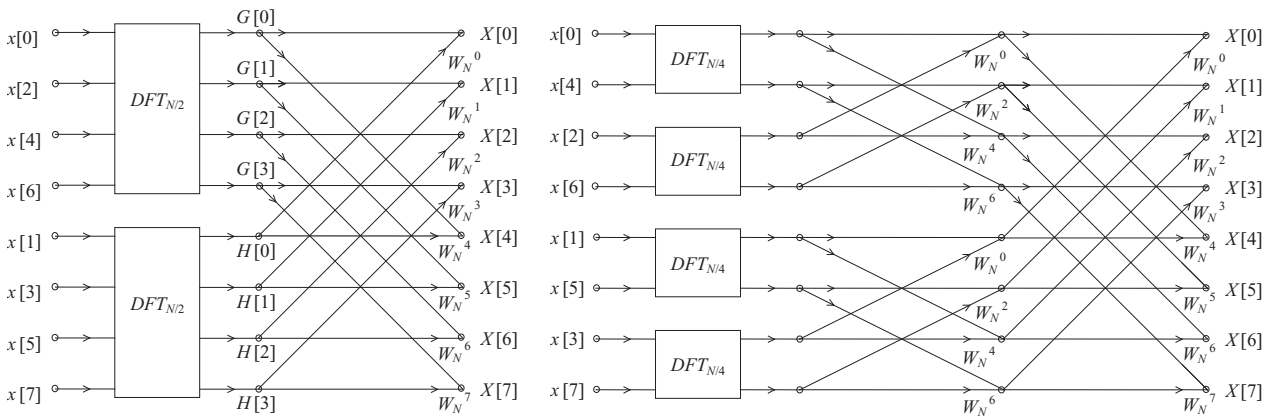 G[0]
x[0] X[0] x[0] X[0]
W_N^0 DFT_{N/4} W_N^0 W_N^0
G[1]
x[2] X[1] x[4] X[1]
DFT_{N/2} W_N^1 W_N^2 W_N^1
G[2]
x[4] X[2] x[2] X[2]
W_N^2 DFT_{N/4} W_N^4 W_N^2
G[3]
x[6] X[3] x[6] X[3]
W_N^3 W_N^6 W_N^3
x[1] X[4] x[1] X[4]
H[0] W_N^4 DFT_{N/4} W_N^0 W_N^4
x[3] X[5] x[5] X[5]
DFT_{N/2} H[1] W_N^5 W_N^2 W_N^5
x[5] X[6] x[3] X[6]
H[2] W_N^6 DFT_{N/4} W_N^4 W_N^6
x[7] X[7] x[7] X[7]
H[3] W_N^7 W_N^6 W_N^7